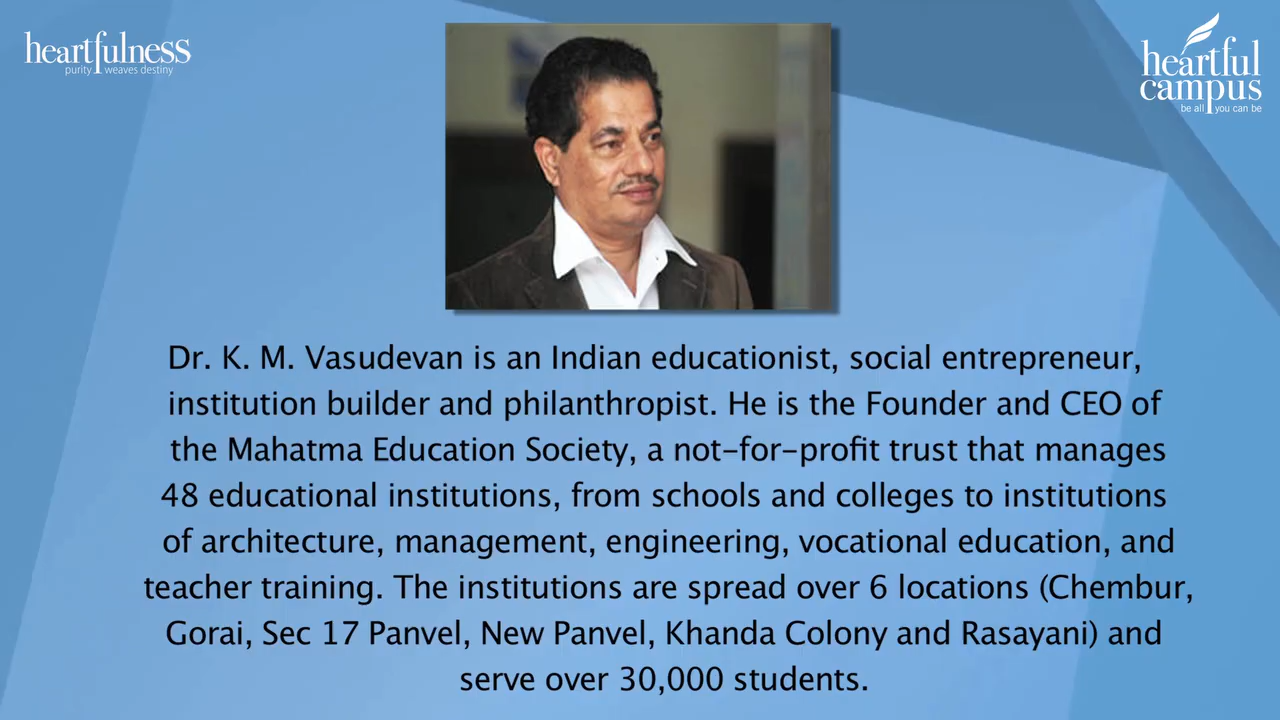 heartfulness
purity weaves destiny
heartful
campus
be all you can be
Dr. K. M. Vasudevan is an Indian educationist, social entrepreneur,
institution builder and philanthropist. He is the Founder and CEO of
the Mahatma Education Society, a not-for-profit trust that manages
48 educational institutions, from schools and colleges to institutions
of architecture, management, engineering, vocational education, and
teacher training. The institutions are spread over 6 locations (Chembur,
Gorai, Sec 17 Panvel, New Panvel, Khanda Colony and Rasayani) and
serve over 30,000 students.